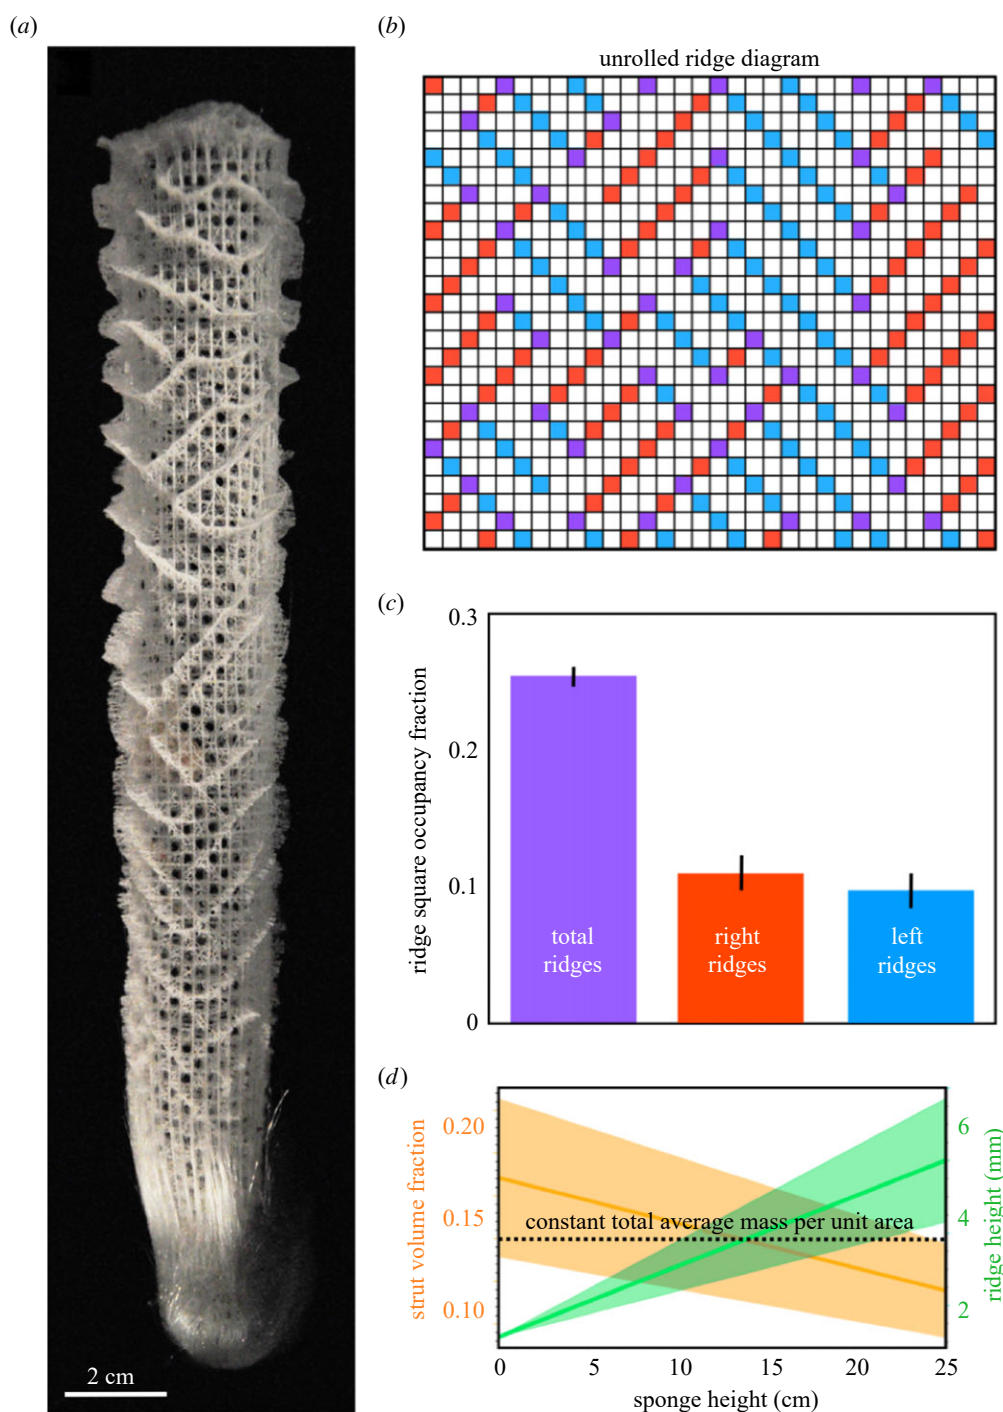 (a)
2 cm
(b)
unrolled ridge diagram
(c)
ridge square occupancy fraction
0.3
0.2
0.1
0
total
ridges
right
ridges
left
ridges
(d)
strut volume fraction
0.20
0.15
0.10
constant total average mass per unit area
6
4
2
ridge height (mm)
0
5
10
15
20
25
sponge height (cm)